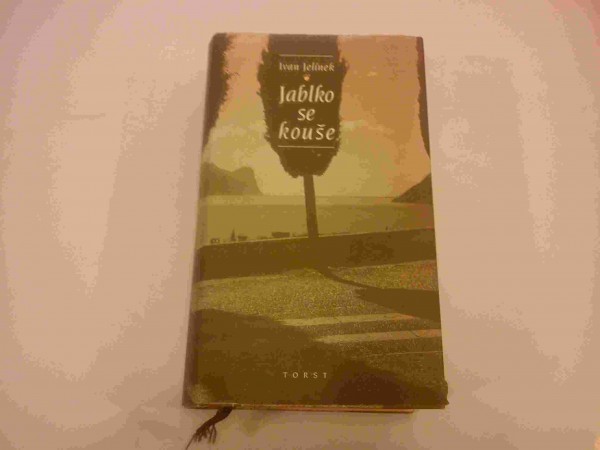 Ivan Jelínek
Jablko
se
kouše
TORST